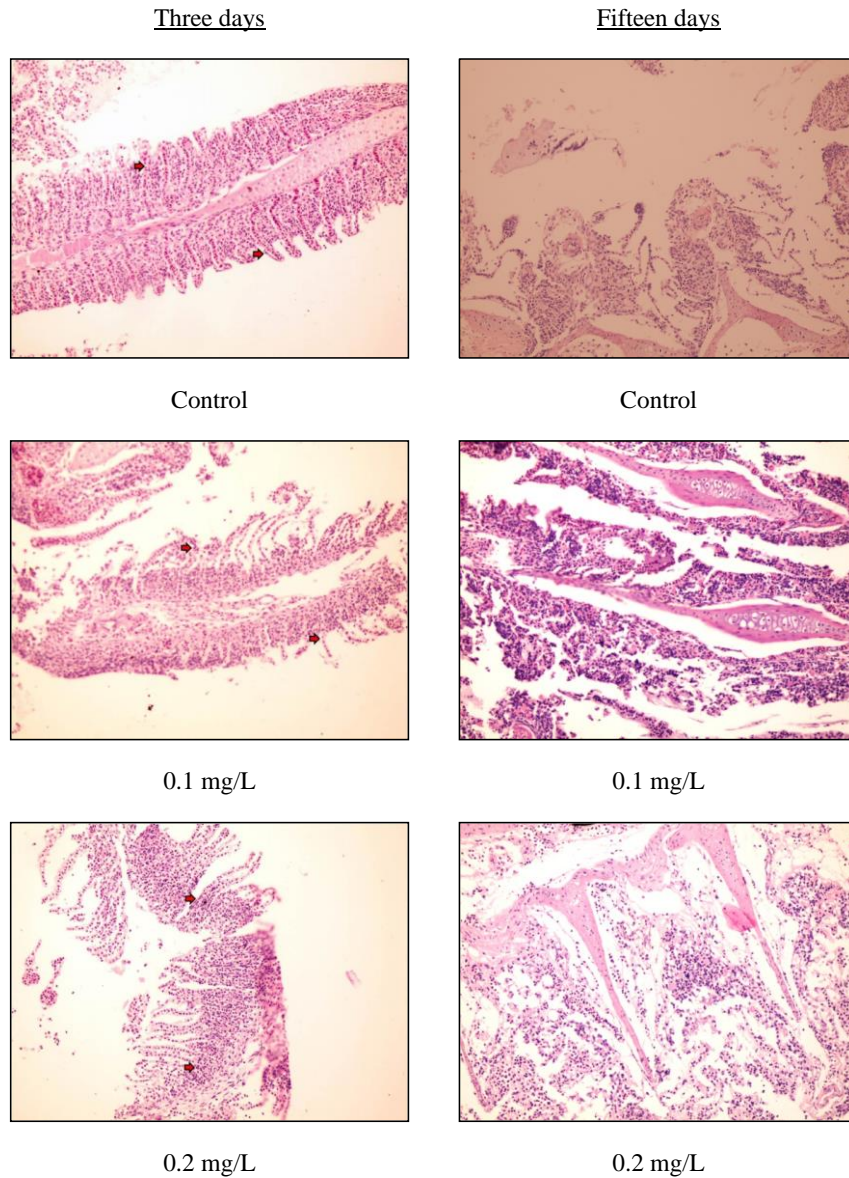 Three days
Fifteen days
Control
Control
0.1 mg/L
0.1 mg/L
0.2 mg/L
0.2 mg/L